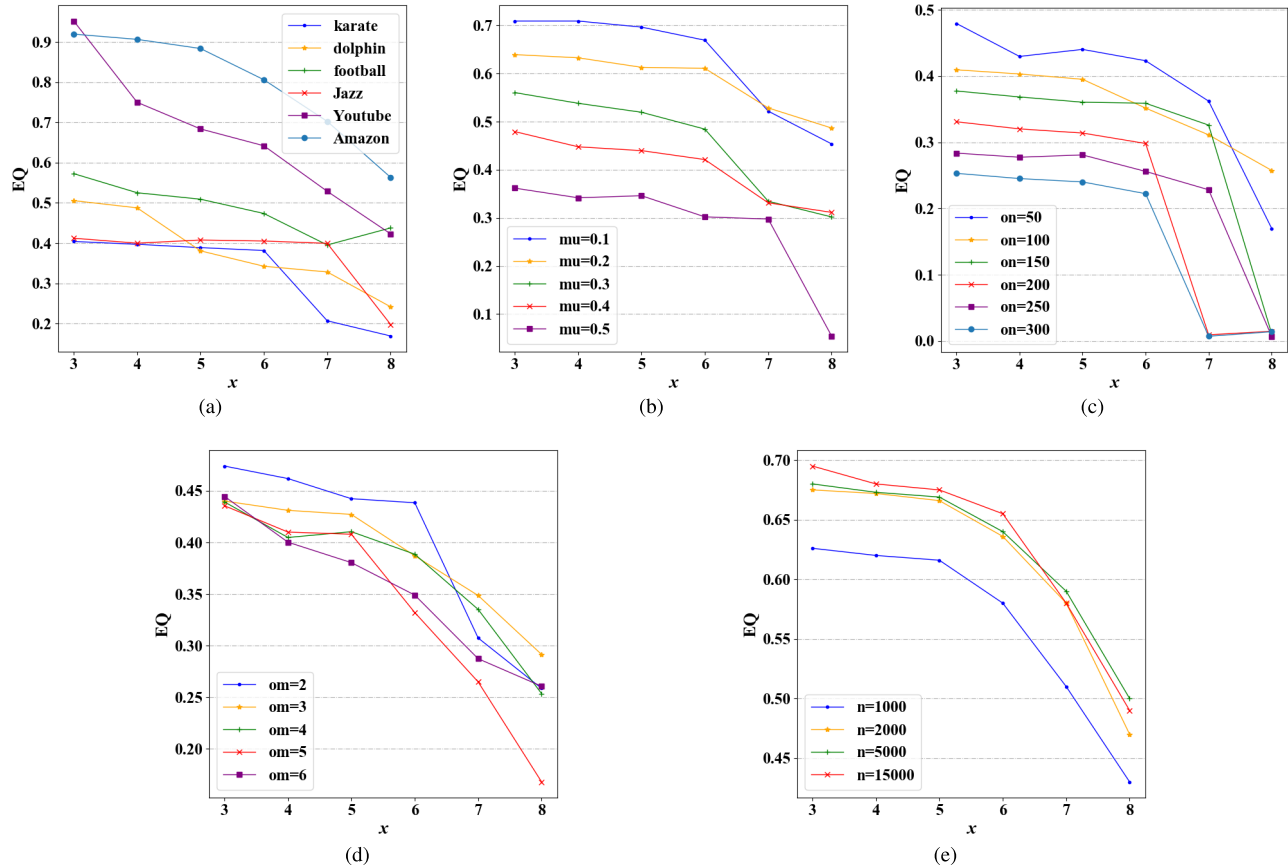 0.9
0.8
0.7
0.6
0.5
0.4
0.3
0.2
EQ
3 4 5 6 7 8
x
karate
dolphin
football
Jazz
Youtube
Amazon
(a)
0.7
0.6
0.5
0.4
0.3
0.2
0.1
EQ
3 4 5 6 7 8
x
mu=0.1
mu=0.2
mu=0.3
mu=0.4
mu=0.5
(b)
0.5
0.4
0.3
0.2
0.1
0.0
EQ
3 4 5 6 7 8
x
on=50
on=100
on=150
on=200
on=250
on=300
(c)
0.45
0.40
0.35
0.30
0.25
0.20
EQ
3 4 5 6 7 8
x
om=2
om=3
om=4
om=5
om=6
(d)
0.70
0.65
0.60
0.55
0.50
0.45
EQ
3 4 5 6 7 8
x
n=1000
n=2000
n=5000
n=15000
(e)